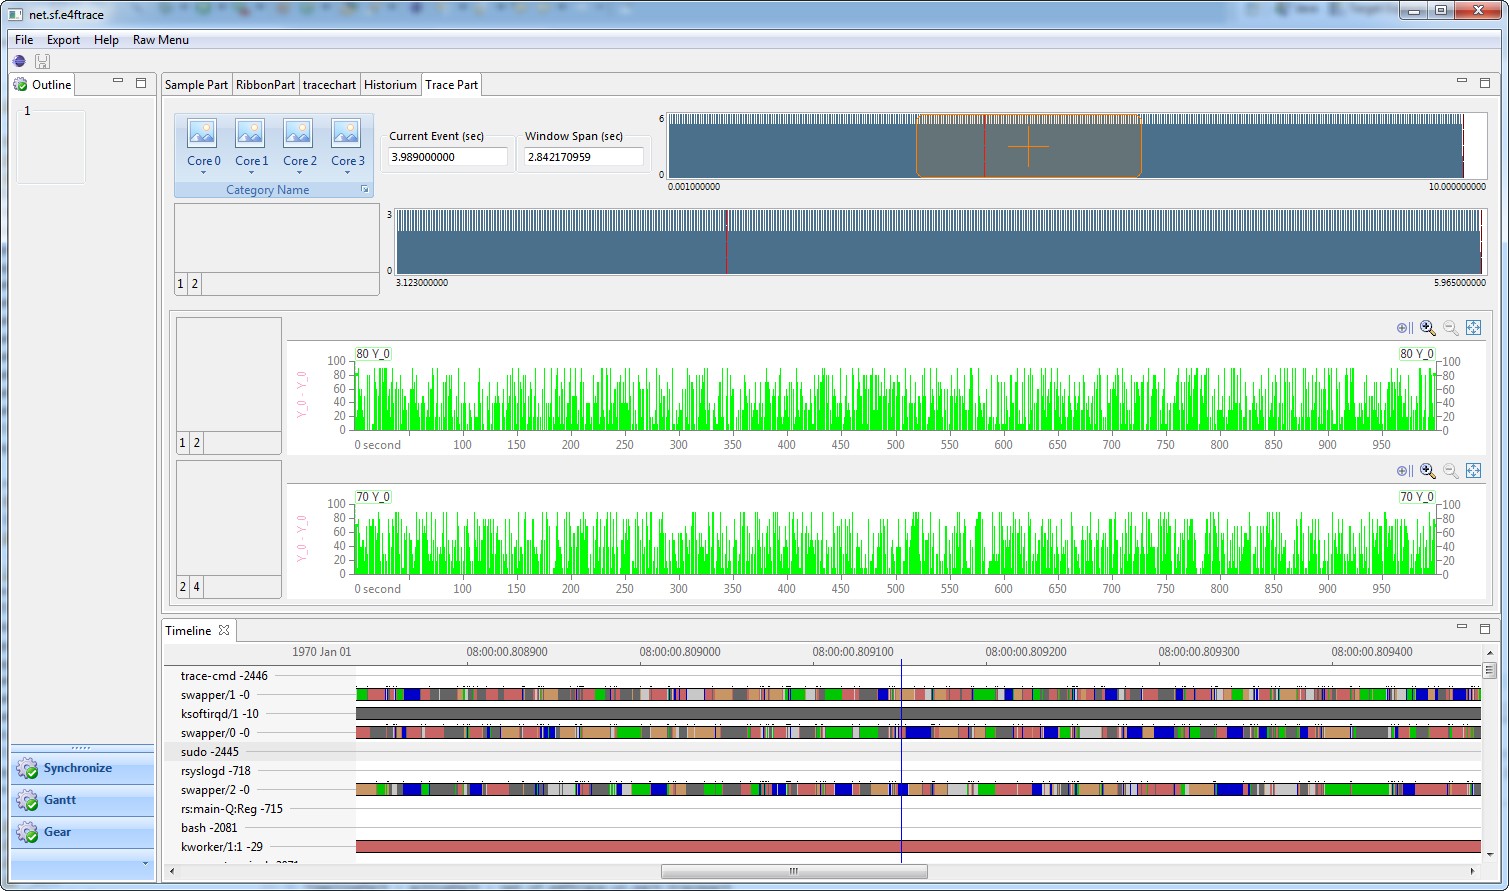 net.sf.e4ftrace
File Export Help Raw Menu
Outline
1
Sample Part RibbonPart tracechart Historium Trace Part
Core 0 Core 1 Core 2 Core 3
Category Name
Current Event (sec) Window Span (sec)
3.989000000 2.842170959
6
0
0.001000000 10.000000000
1 2
3
0
3.123000000 5.965000000
80 Y_0 80 Y_0
Y_0 - Y_0
100 100
80 80
60 60
40 40
20 20
0 0
0 second 100 150 200 250 300 350 400 450 500 550 600 650 700 750 800 850 900 950
1 2
70 Y_0 70 Y_0
Y_0 - Y_0
100 100
80 80
60 60
40 40
20 20
0 0
0 second 100 150 200 250 300 350 400 450 500 550 600 650 700 750 800 850 900 950
2 4
Timeline
1970 Jan 01 08:00:00.808900 08:00:00.809000 08:00:00.809100 08:00:00.809200 08:00:00.809300 08:00:00.809400
trace-cmd -2446
swapper/1 -0
ksoftirqd/1 -10
swapper/0 -0
sudo -2445
rsyslogd -718
swapper/2 -0
rs:main-Q:Reg -715
bash -2081
kworker/1:1 -29
Synchronize
Gantt
Gear